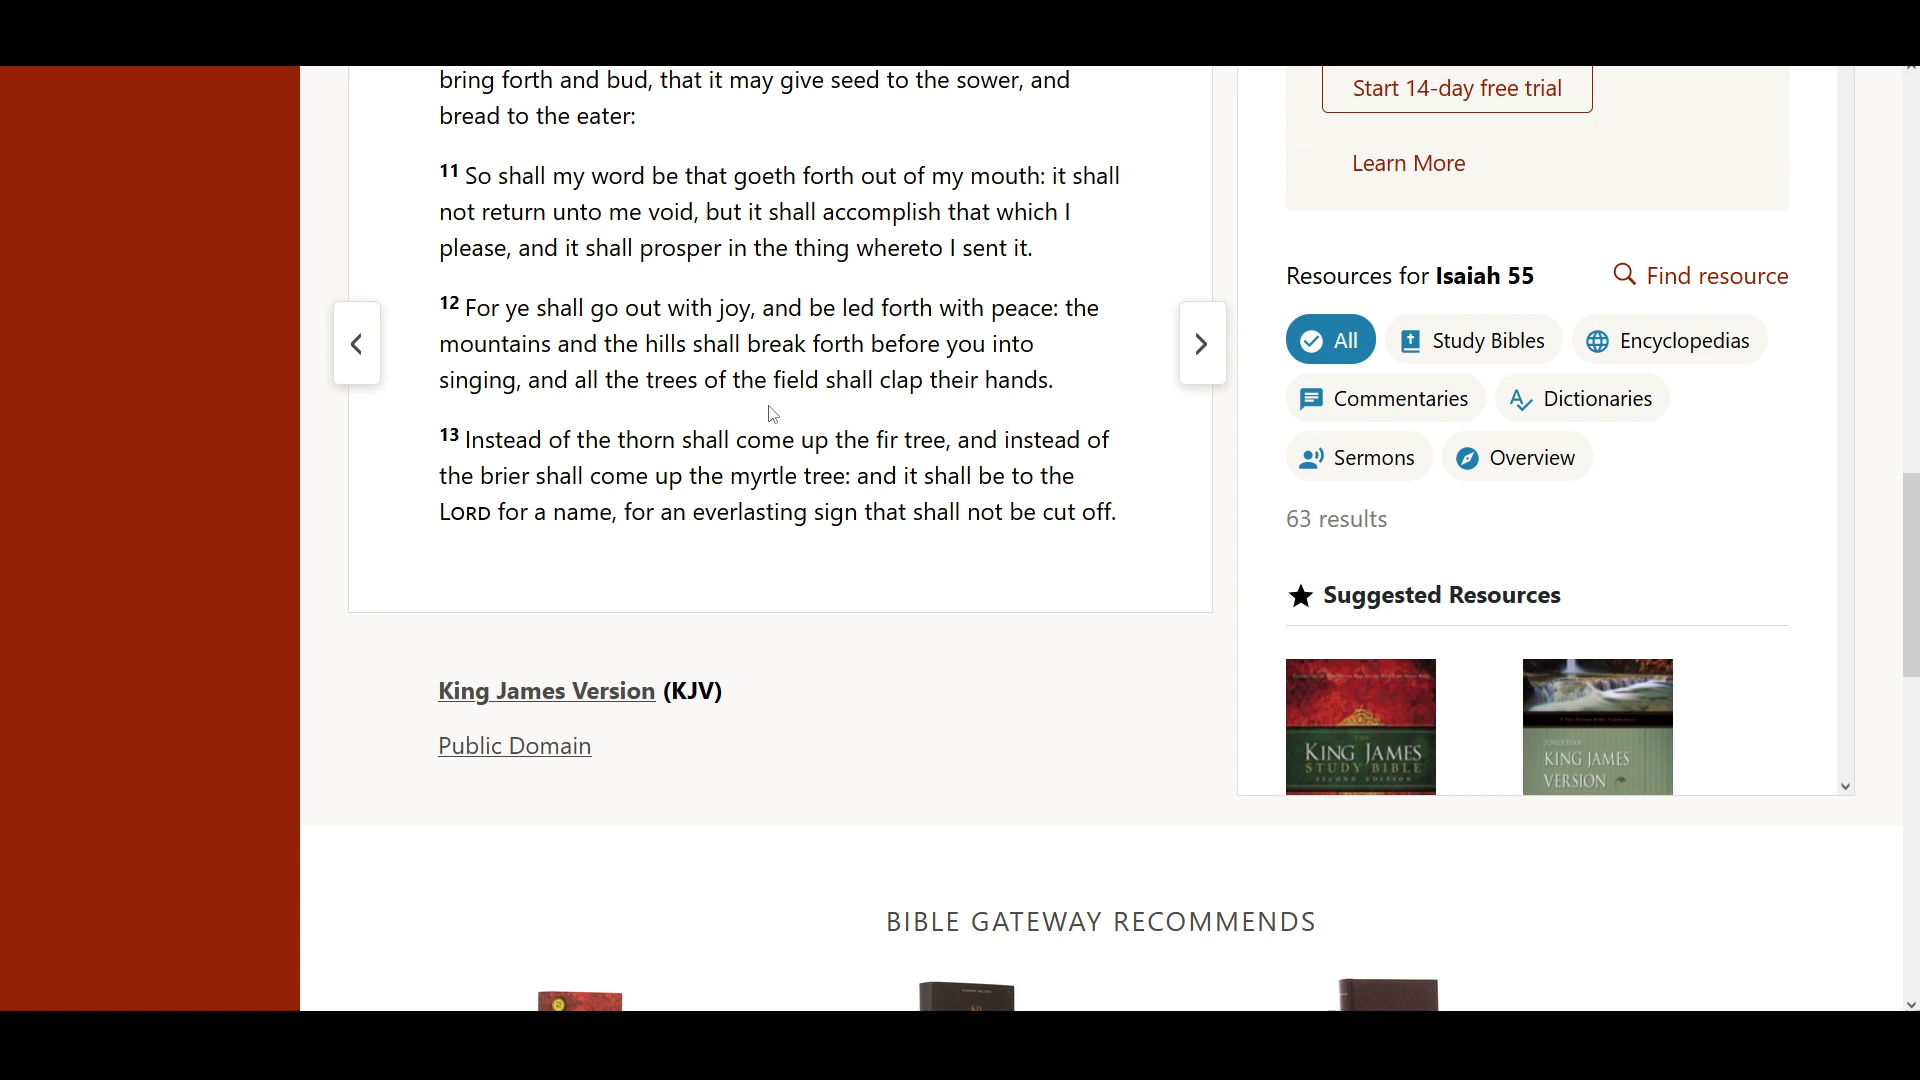 bring forth and bud, that it may give seed to the sower, and
bread to the eater:
11 So shall my word be that goeth forth out of my mouth: it shall
not return unto me void, but it shall accomplish that which I
please, and it shall prosper in the thing whereto I sent it.
12 For ye shall go out with joy, and be led forth with peace: the
mountains and the hills shall break forth before you into
singing, and all the trees of the field shall clap their hands.
13 Instead of the thorn shall come up the fir tree, and instead of
the brier shall come up the myrtle tree: and it shall be to the
LORD for a name, for an everlasting sign that shall not be cut off.
King James Version (KJV)
Public Domain
Start 14-day free trial
Learn More
Resources for Isaiah 55
Find resource
All
Study Bibles
Encyclopedias
Commentaries
Dictionaries
Sermons
Overview
63 results
Suggested Resources
THE
KING JAMES
STUDY BIBLE
SECOND EDITION
ZONDERVAN
KING JAMES
VERSION
BIBLE GATEWAY RECOMMENDS
KJV